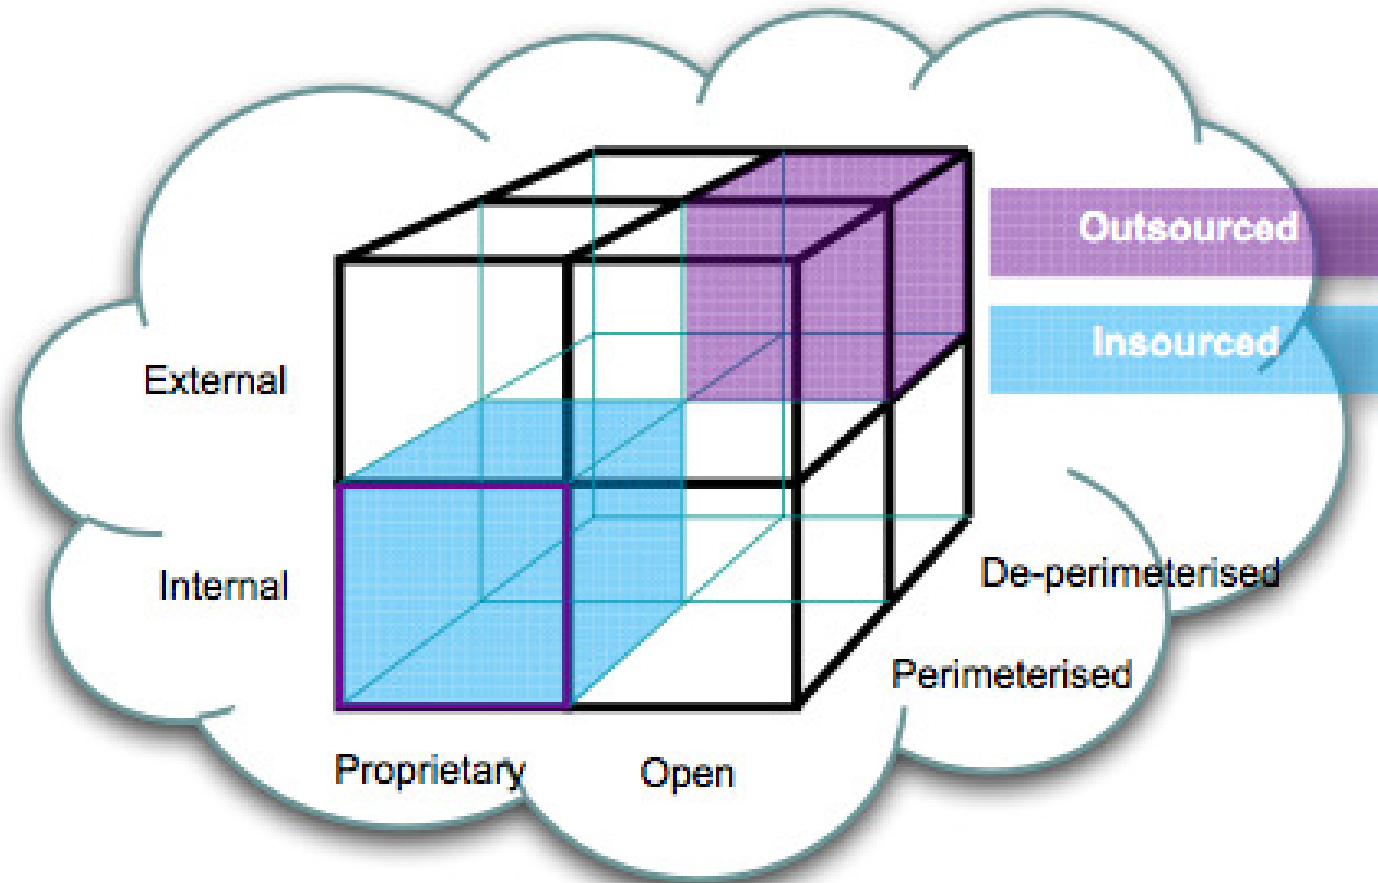 Outsourced
Insourced
External
Internal
De-perimeterised
Perimeterised
Proprietary
Open